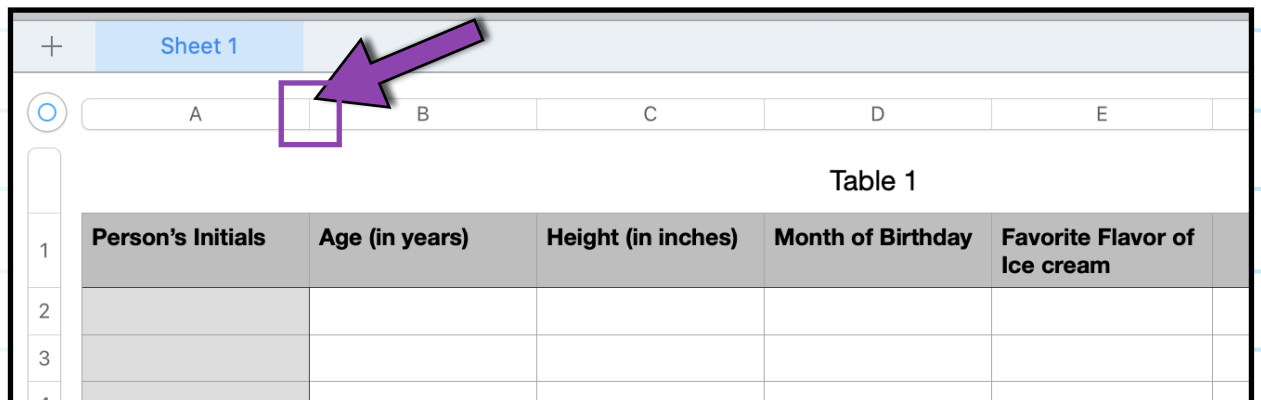 + Sheet 1
A B C D E
Table 1
1 Person’s Initials Age (in years) Height (in inches) Month of Birthday Favorite Flavor of
Ice cream
2
3